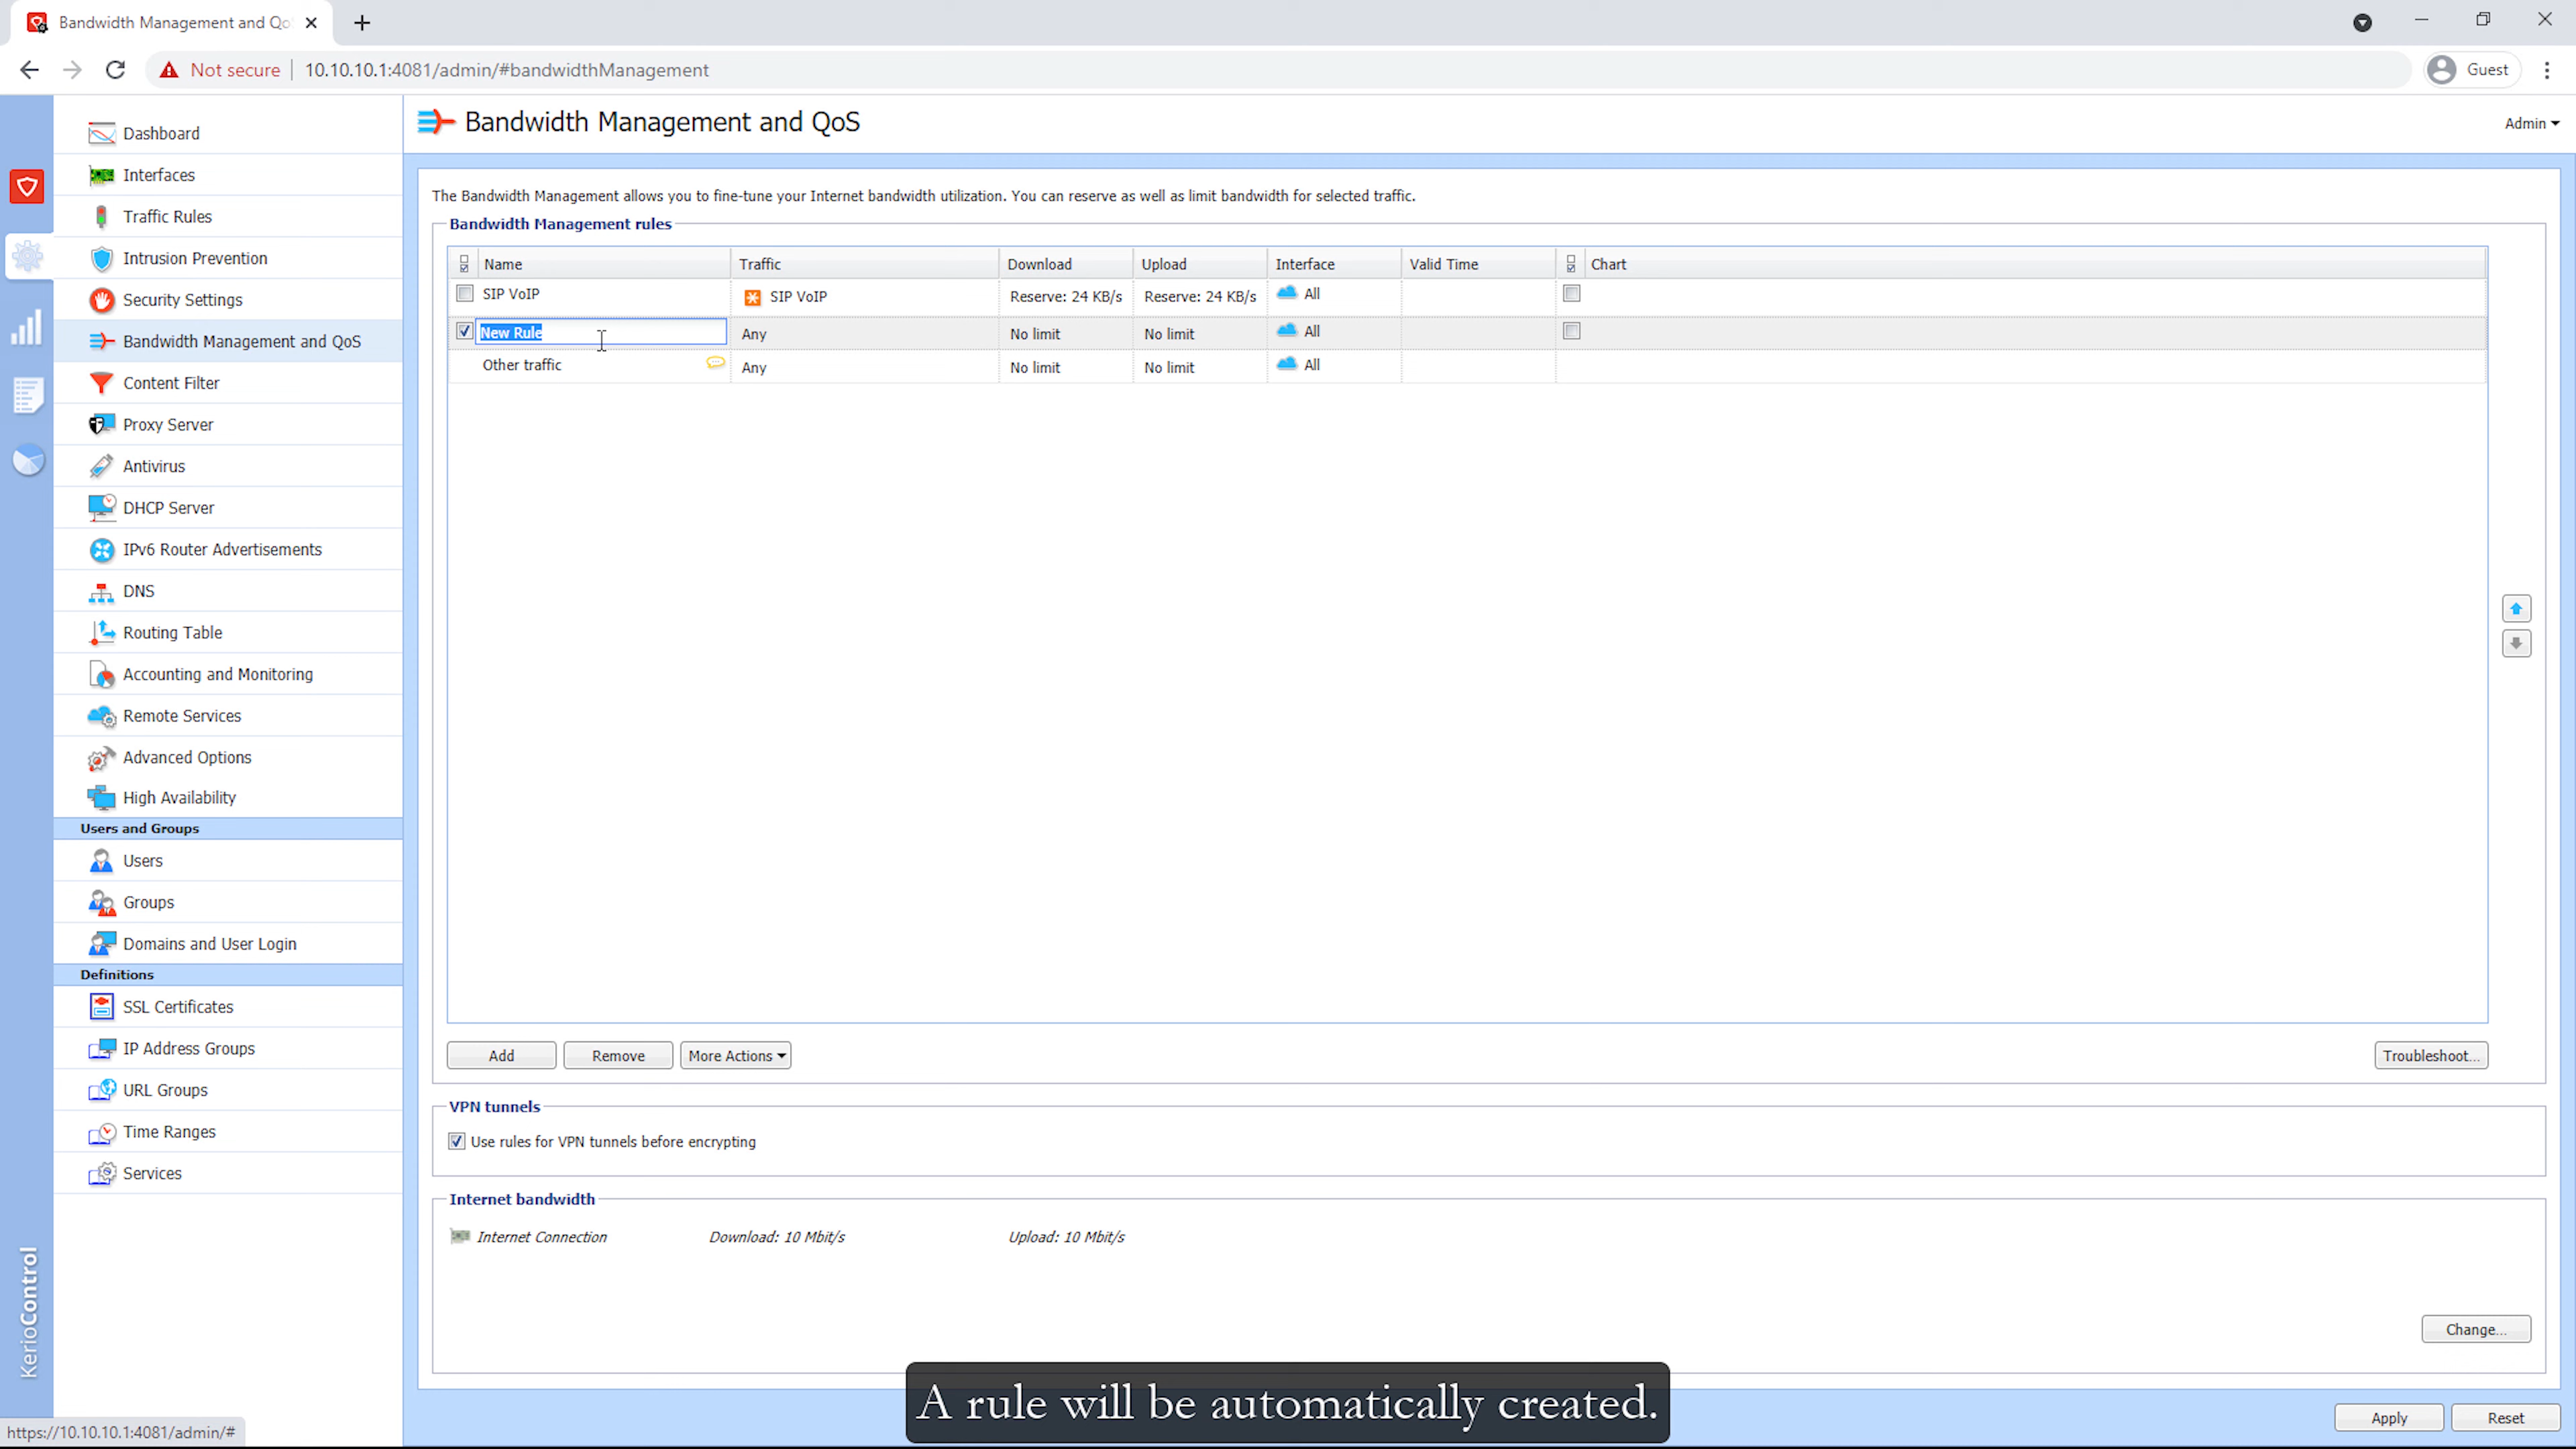 Bandwidth Management and Qo
Not secure
10.10.10.1:4081/admin/#bandwidthManagement
Guest
Dashboard
Interfaces
Traffic Rules
Intrusion Prevention
Security Settings
Bandwidth Management and QoS
Content Filter
Proxy Server
Antivirus
DHCP Server
IPv6 Router Advertisements
DNS
Routing Table
Accounting and Monitoring
Remote Services
Advanced Options
High Availability
Users and Groups
Users
Groups
Domains and User Login
Definitions
SSL Certificates
IP Address Groups
URL Groups
Time Ranges
Services
KerioControl
https://10.10.10.1:4081/admin/#
Bandwidth Management and QoS
Admin
The Bandwidth Management allows you to fine-tune your Internet bandwidth utilization. You can reserve as well as limit bandwidth for selected traffic.
Bandwidth Management rules
Name Traffic Download Upload Interface Valid Time Chart
SIP VoIP SIP VoIP Reserve: 24 KB/s Reserve: 24 KB/s All
New Rule Any No limit No limit All
Other traffic Any No limit No limit All
Add Remove More Actions Troubleshoot...
VPN tunnels
Use rules for VPN tunnels before encrypting
Internet bandwidth
Internet Connection Download: 10 Mbit/s Upload: 10 Mbit/s
Change...
A rule will be automatically created.
Apply Reset